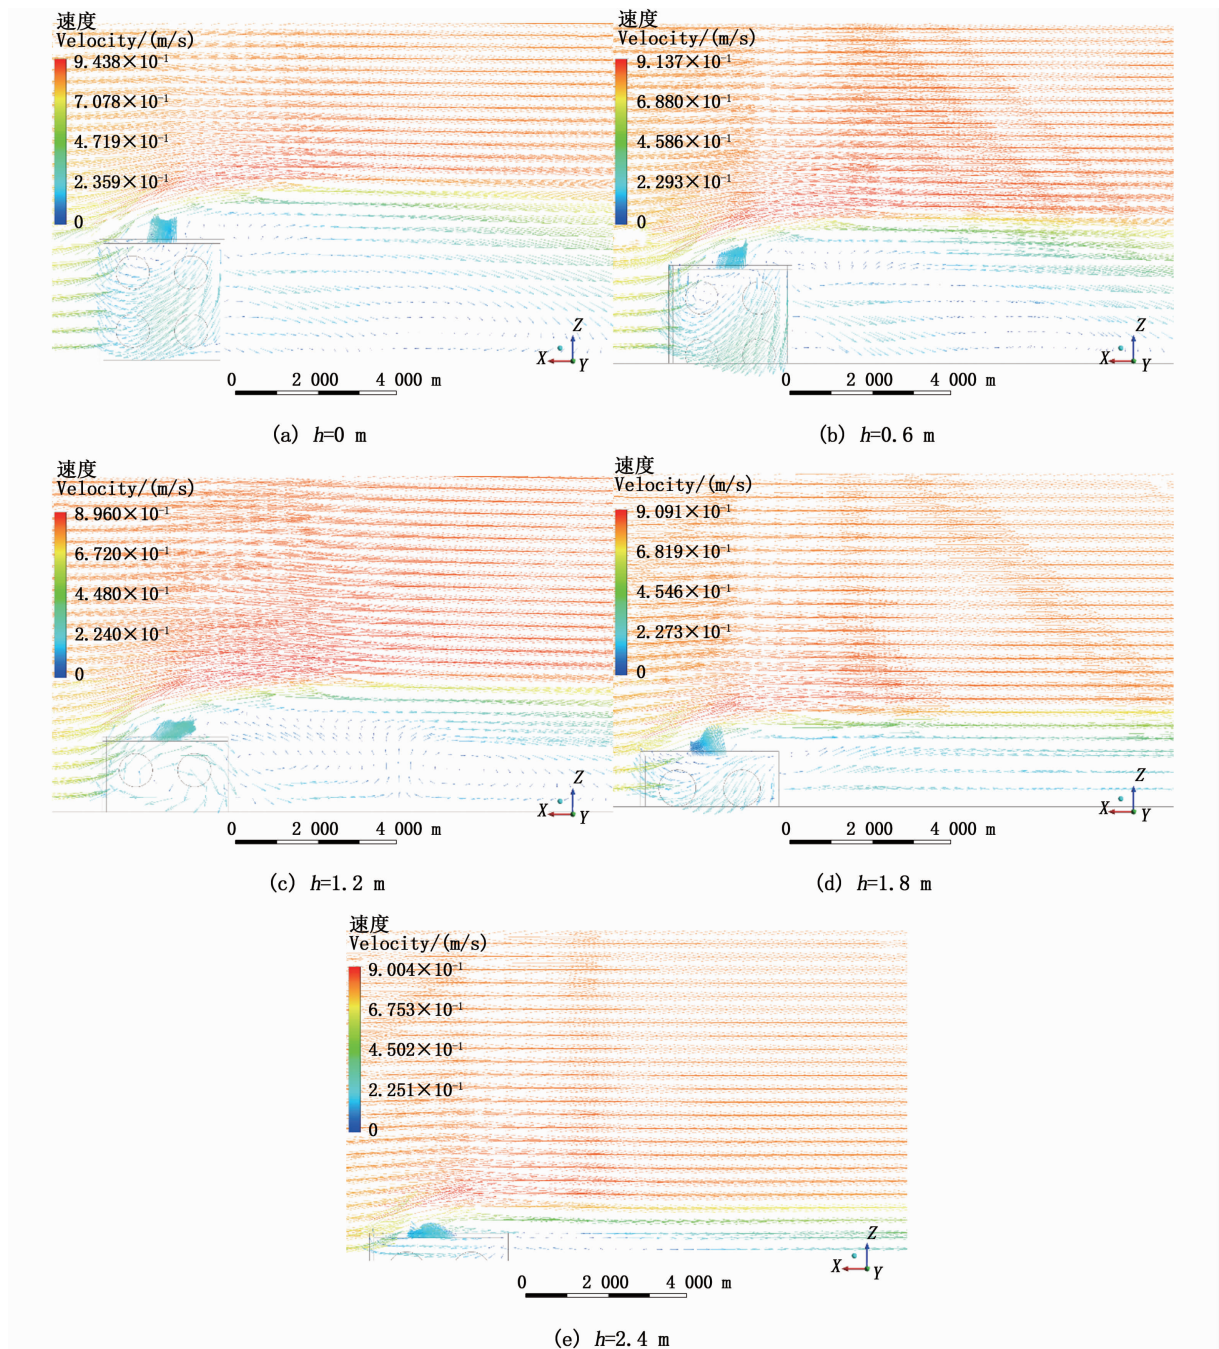 速度
Velocity/(m/s)
9.438×10⁻¹
7.078×10⁻¹
4.719×10⁻¹
2.359×10⁻¹
0
Z
X
Y
0 2 000 4 000 m
(a) h=0 m
速度
Velocity/(m/s)
9.137×10⁻¹
6.880×10⁻¹
4.586×10⁻¹
2.293×10⁻¹
0
Z
X
Y
0 2 000 4 000 m
(b) h=0.6 m
速度
Velocity/(m/s)
8.960×10⁻¹
6.720×10⁻¹
4.480×10⁻¹
2.240×10⁻¹
0
Z
X
Y
0 2 000 4 000 m
(c) h=1.2 m
速度
Velocity/(m/s)
9.091×10⁻¹
6.819×10⁻¹
4.546×10⁻¹
2.273×10⁻¹
0
Z
X
Y
0 2 000 4 000 m
(d) h=1.8 m
速度
Velocity/(m/s)
9.004×10⁻¹
6.753×10⁻¹
4.502×10⁻¹
2.251×10⁻¹
0
Z
X
Y
0 2 000 4 000 m
(e) h=2.4 m